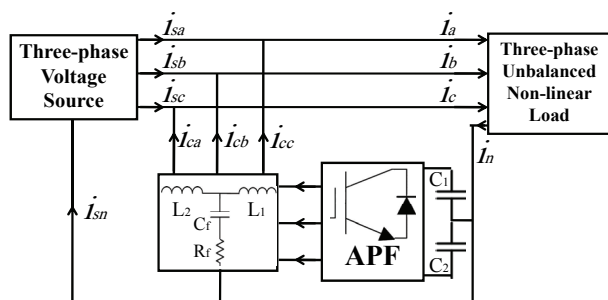 isa
ia
Three-phase
Voltage
Source
isb
ib
Three-phase
Unbalanced
Non-linear
Load
isc
ic
ica
icb
icc
in
L2
L1
Cf
Rf
APF
C1
C2
isn